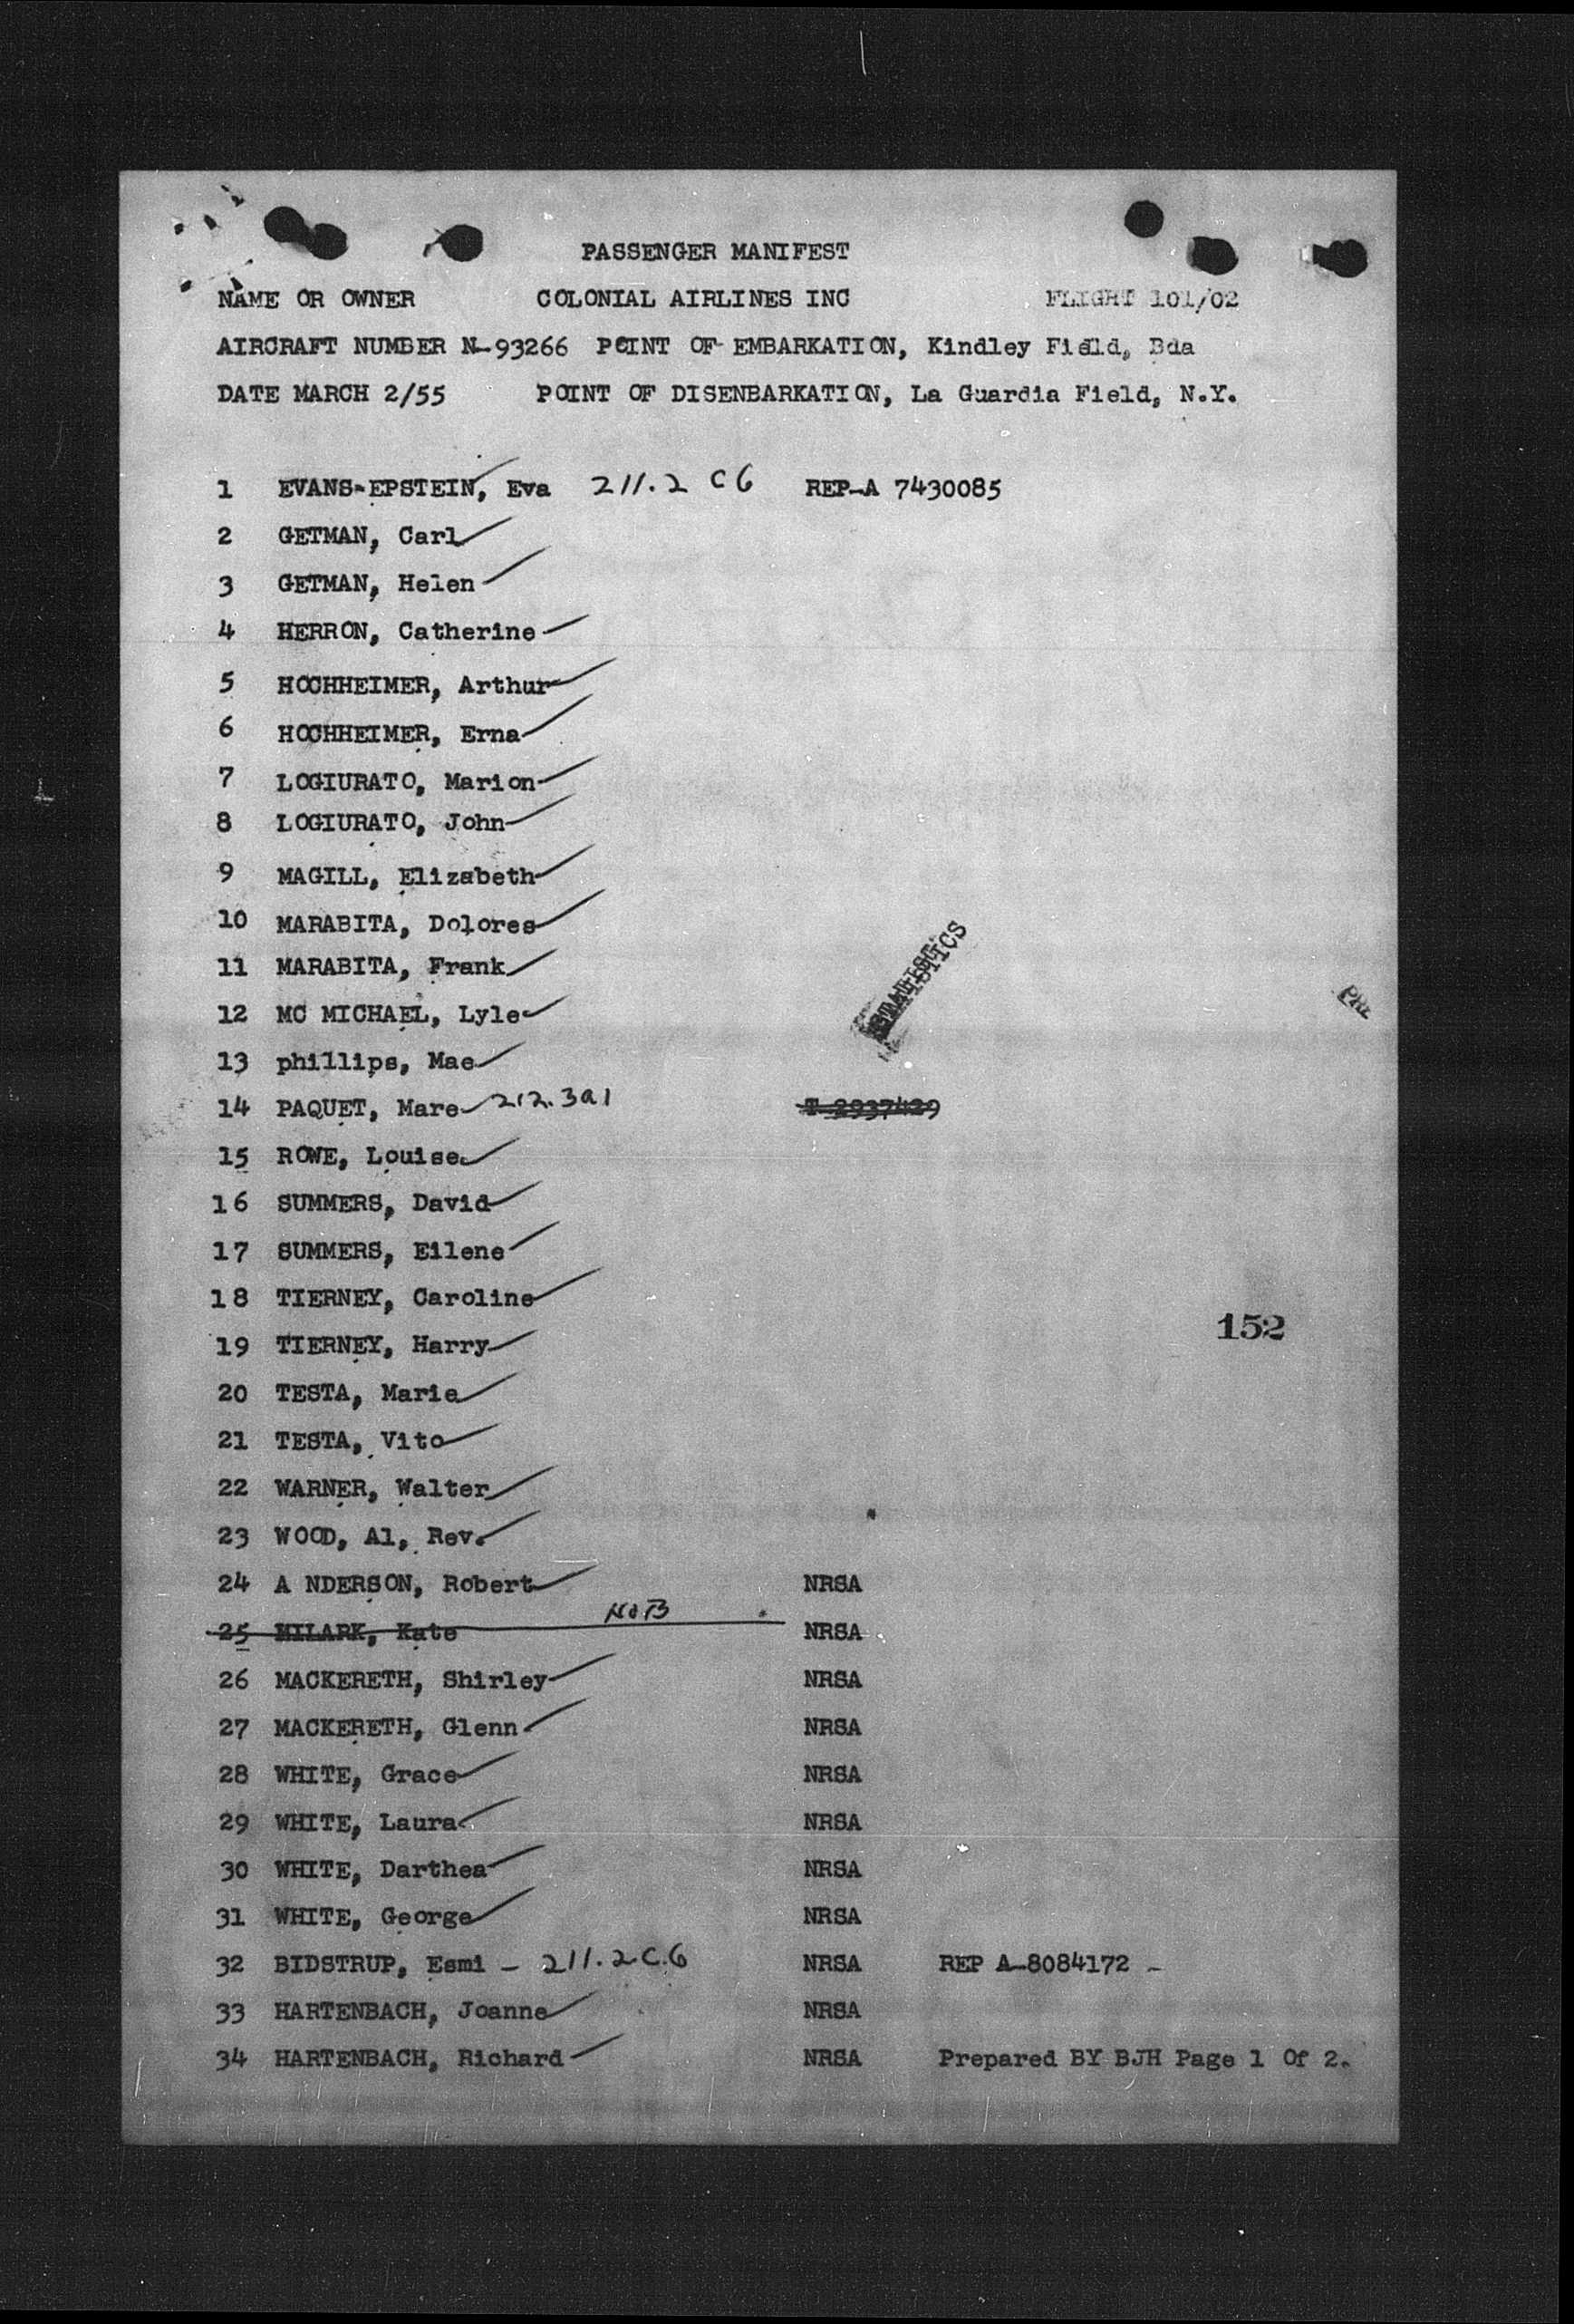 PASSENGER MANIFEST
NAME OR OWNER COLONIAL AIRLINES INC FLIGHT 101/02
AIRCRAFT NUMBER N-93266 POINT OF EMBARKATION, Kindley Field, Bda
DATE MARCH 2/55 POINT OF DISENBARKATION, La Guardia Field, N.Y.
1 EVANS-EPSTEIN, Eva 211.2 C6 REP-A 7430085
2 GETMAN, Carl
3 GETMAN, Helen
4 HERRON, Catherine
5 HOCHHEIMER, Arthur
6 HOCHHEIMER, Erna
7 LOGIURATO, Marion
8 LOGIURATO, John
9 MAGILL, Elizabeth
10 MARABITA, Dolores
11 MARABITA, Frank
STATISTICS
12 MC MICHAEL, Lyle
13 phillips, Mae
14 PAQUET, Mare 212.3a1 T 2937429
15 ROWE, Louise
16 SUMMERS, David
17 SUMMERS, Eilene
18 TIERNEY, Caroline
152
19 TIERNEY, Harry
20 TESTA, Marie
21 TESTA, Vito
22 WARNER, Walter
23 WOOD, Al, Rev.
24 A NDERSON, Robert NRSA
25 MILARK, Kate NOB NRSA
26 MACKERETH, Shirley NRSA
27 MACKERETH, Glenn NRSA
28 WHITE, Grace NRSA
29 WHITE, Laura NRSA
30 WHITE, Darthea NRSA
31 WHITE, George NRSA
32 BIDSTRUP, Esmi - 211.2 C.6 NRSA REP A-8084172 -
33 HARTENBACH, Joanne NRSA
34 HARTENBACH, Richard NRSA Prepared BY BJH Page 1 Of 2.